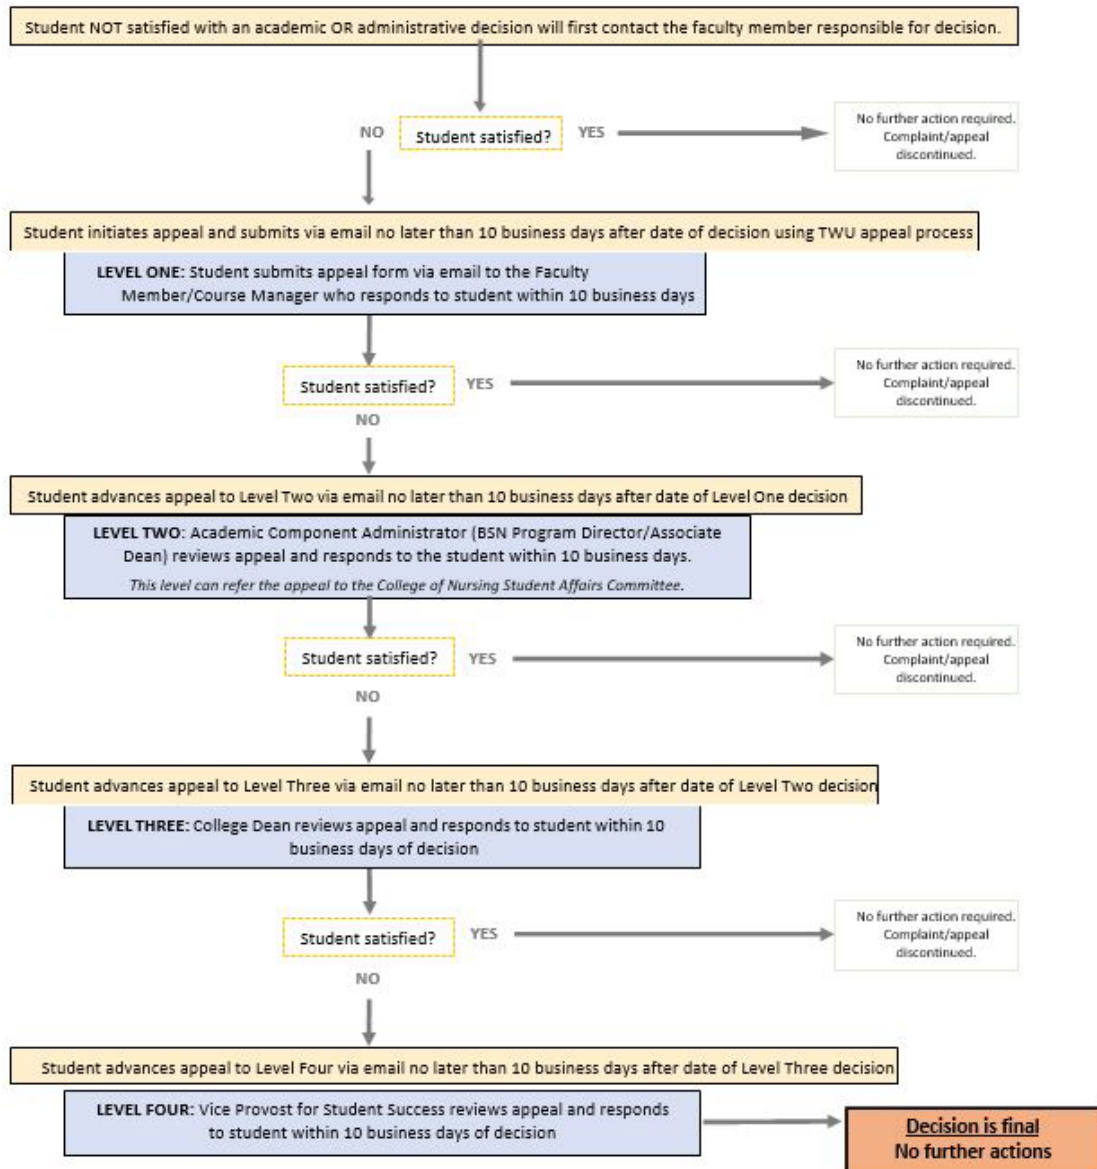 Student NOT satisfied with an academic OR administrative decision will first contact the faculty member responsible for decision.
NO
Student satisfied?
YES
No further action required.
Complaint/appeal
discontinued.
Student initiates appeal and submits via email no later than 10 business days after date of decision using TWU appeal process
LEVEL ONE: Student submits appeal form via email to the Faculty
Member/Course Manager who responds to student within 10 business days
Student satisfied?
YES
No further action required.
Complaint/appeal
discontinued.
NO
Student advances appeal to Level Two via email no later than 10 business days after date of Level One decision
LEVEL TWO: Academic Component Administrator (BSN Program Director/Associate
Dean) reviews appeal and responds to the student within 10 business days.
This level can refer the appeal to the College of Nursing Student Affairs Committee.
Student satisfied?
YES
No further action required.
Complaint/appeal
discontinued.
NO
Student advances appeal to Level Three via email no later than 10 business days after date of Level Two decision
LEVEL THREE: College Dean reviews appeal and responds to student within 10
business days of decision
Student satisfied?
YES
No further action required.
Complaint/appeal
discontinued.
NO
Student advances appeal to Level Four via email no later than 10 business days after date of Level Three decision
LEVEL FOUR: Vice Provost for Student Success reviews appeal and responds
to student within 10 business days of decision
Decision is final
No further actions